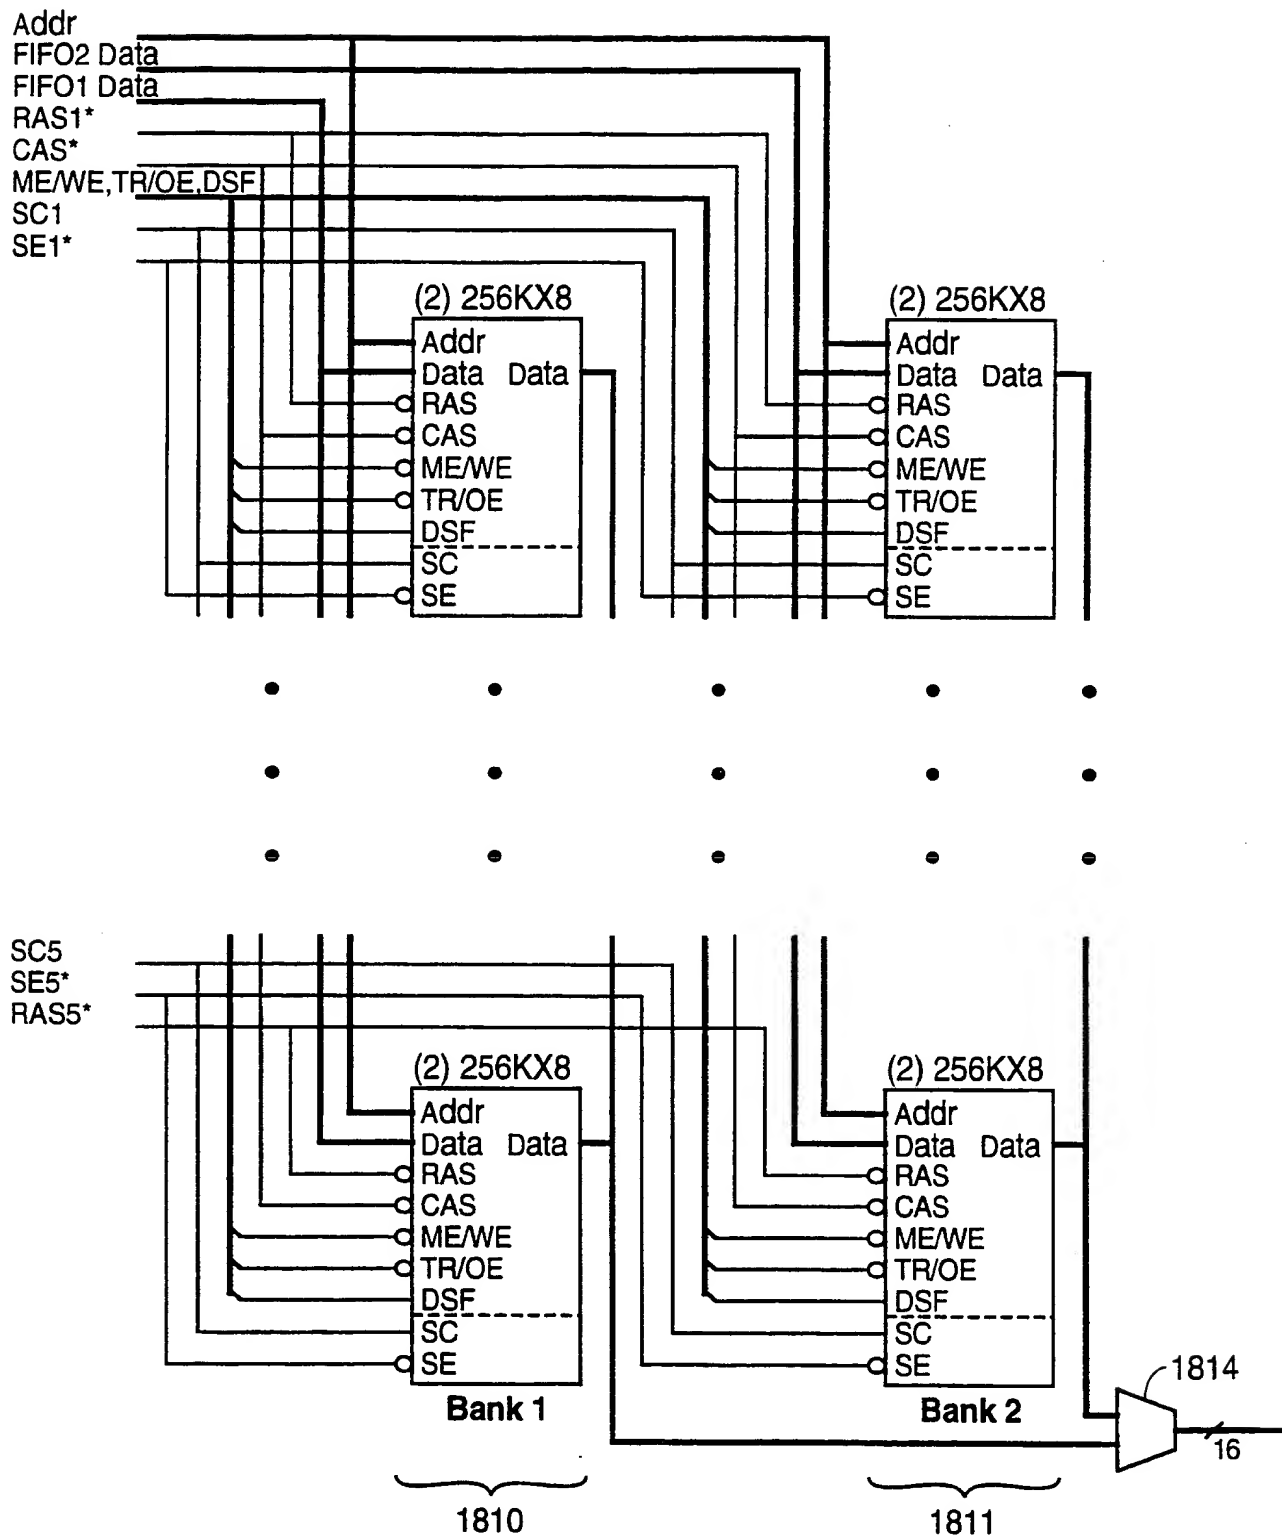 Addr
FIFO2 Data
FIFO1 Data
RAS1*
CAS*
ME/WE,TR/OE,DSF
SC1
SE1*
(2) 256KX8
Addr
Data Data
RAS
CAS
ME/WE
TR/OE
DSF
SC
SE
(2) 256KX8
Addr
Data Data
RAS
CAS
ME/WE
TR/OE
DSF
SC
SE
SC5
SE5*
RAS5*
(2) 256KX8
Addr
Data Data
RAS
CAS
ME/WE
TR/OE
DSF
SC
SE
Bank 1
(2) 256KX8
Addr
Data Data
RAS
CAS
ME/WE
TR/OE
DSF
SC
SE
Bank 2
1814
16
1810
1811